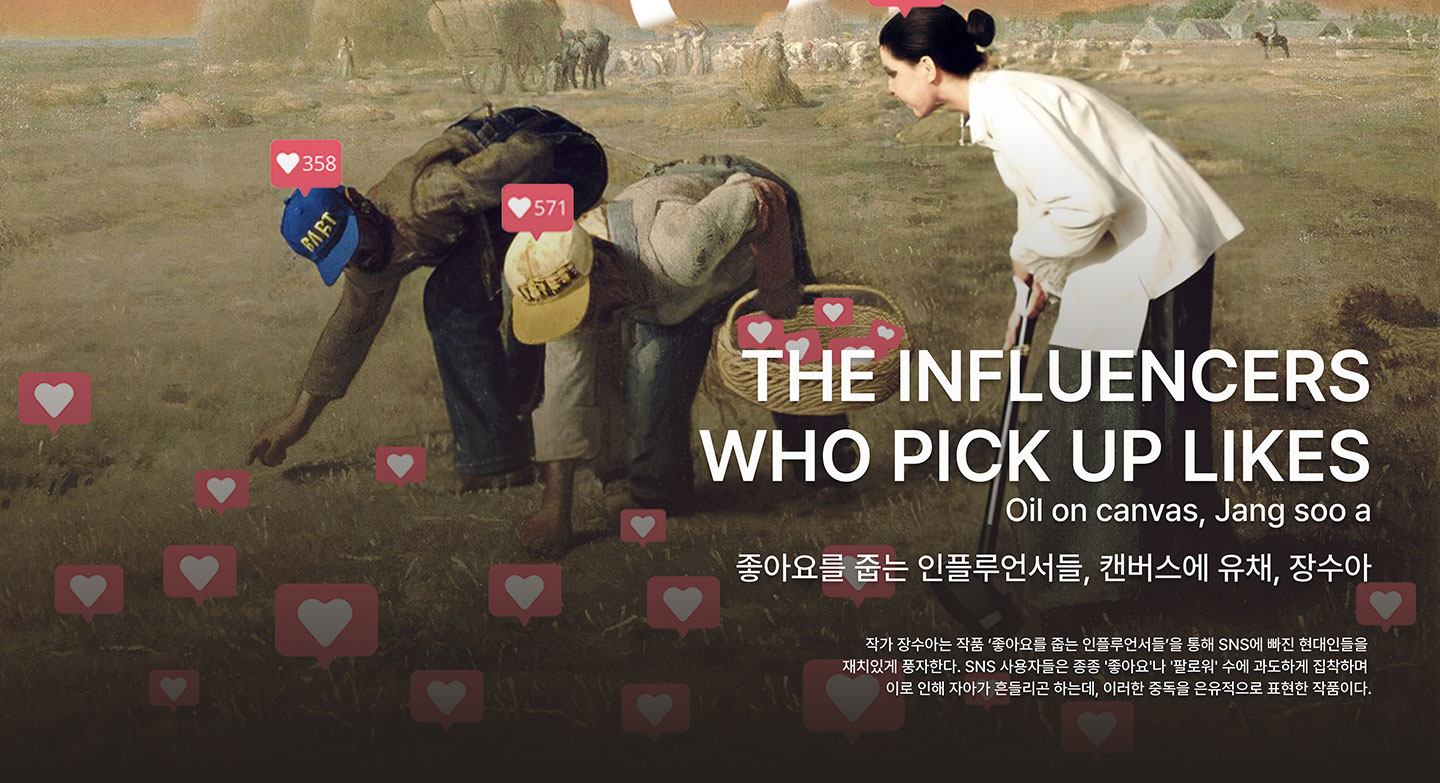 358
571
BART
THE INFLUENCERS
WHO PICK UP LIKES
Oil on canvas, Jang soo a
좋아요를 줍는 인플루언서들, 캔버스에 유채, 장수아
작가 장수아는 작품 ‘좋아요를 줍는 인플루언서들’을 통해 SNS에 빠진 현대인들을
재치있게 풍자한다. SNS 사용자들은 종종 '좋아요'나 '팔로워' 수에 과도하게 집착하며
이로 인해 자아가 흔들리곤 하는데, 이러한 중독을 은유적으로 표현한 작품이다.